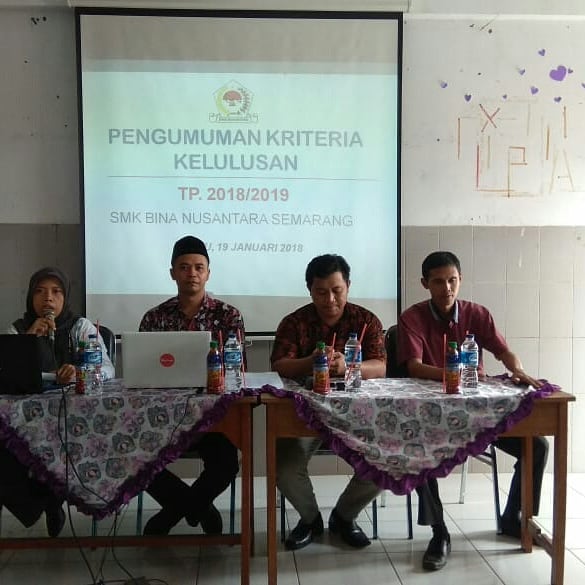 PENGUMUMAN KRITERIA
KELULUSAN
TP. 2018/2019
SMK BINA NUSANTARA SEMARANG
19 JANUARI 2018